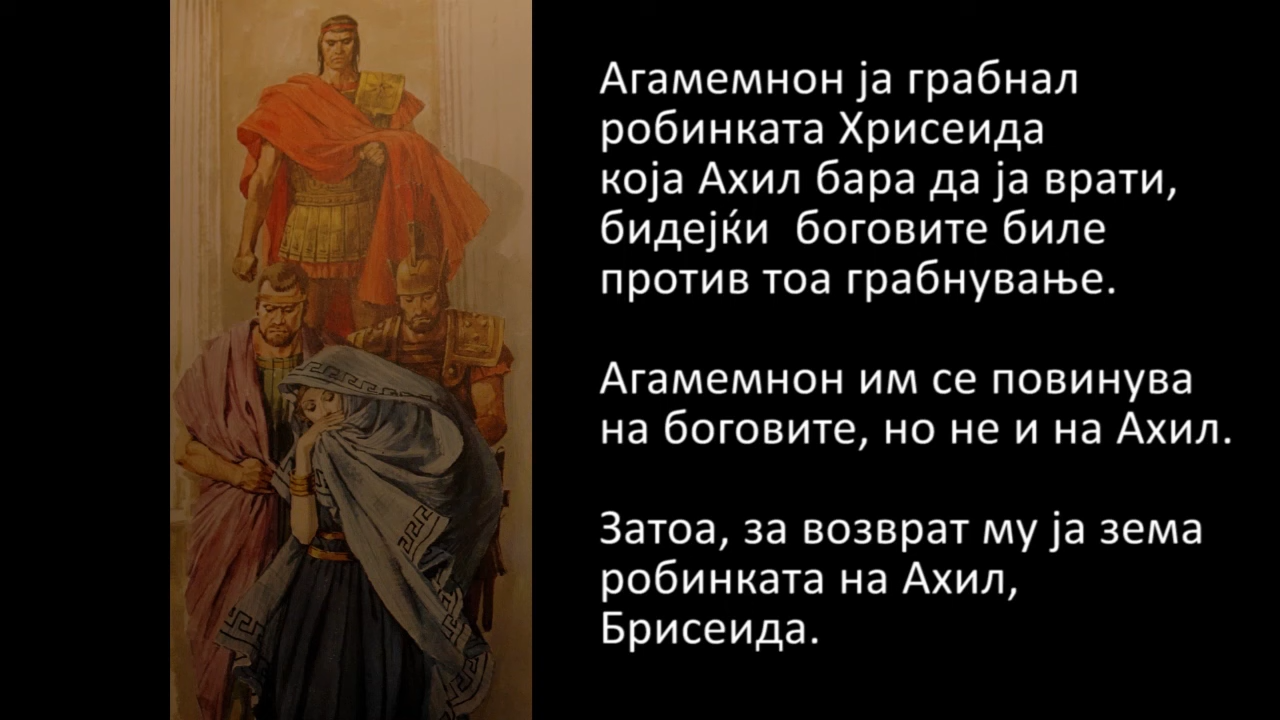 Агамемнон ја грабнал
робинката Хрисеида
која Ахил бара да ја врати,
бидејќи  боговите биле
против тоа грабнување.
Агамемнон им се повинува
на боговите, но не и на Ахил.
Затоа, за возврат му ја зема
робинката на Ахил,
Брисеида.